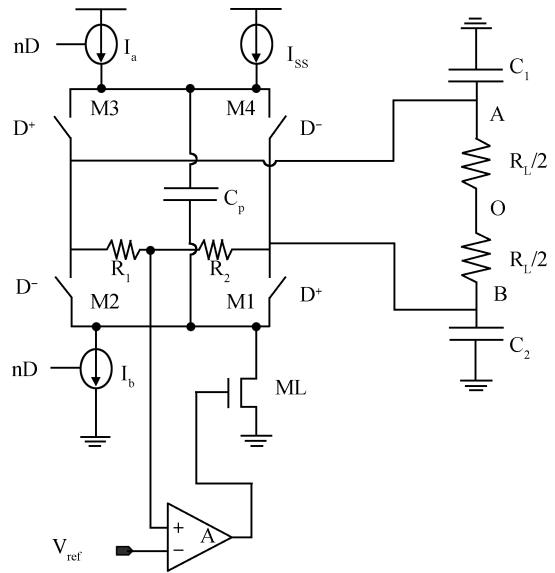 nD
I_a
I_SS
C_1
M3
M4
D+
D−
A
R_L/2
C_p
O
R_1
R_2
R_L/2
D−
M2
M1
D+
B
C_2
nD
I_b
ML
V_ref
+
−
A